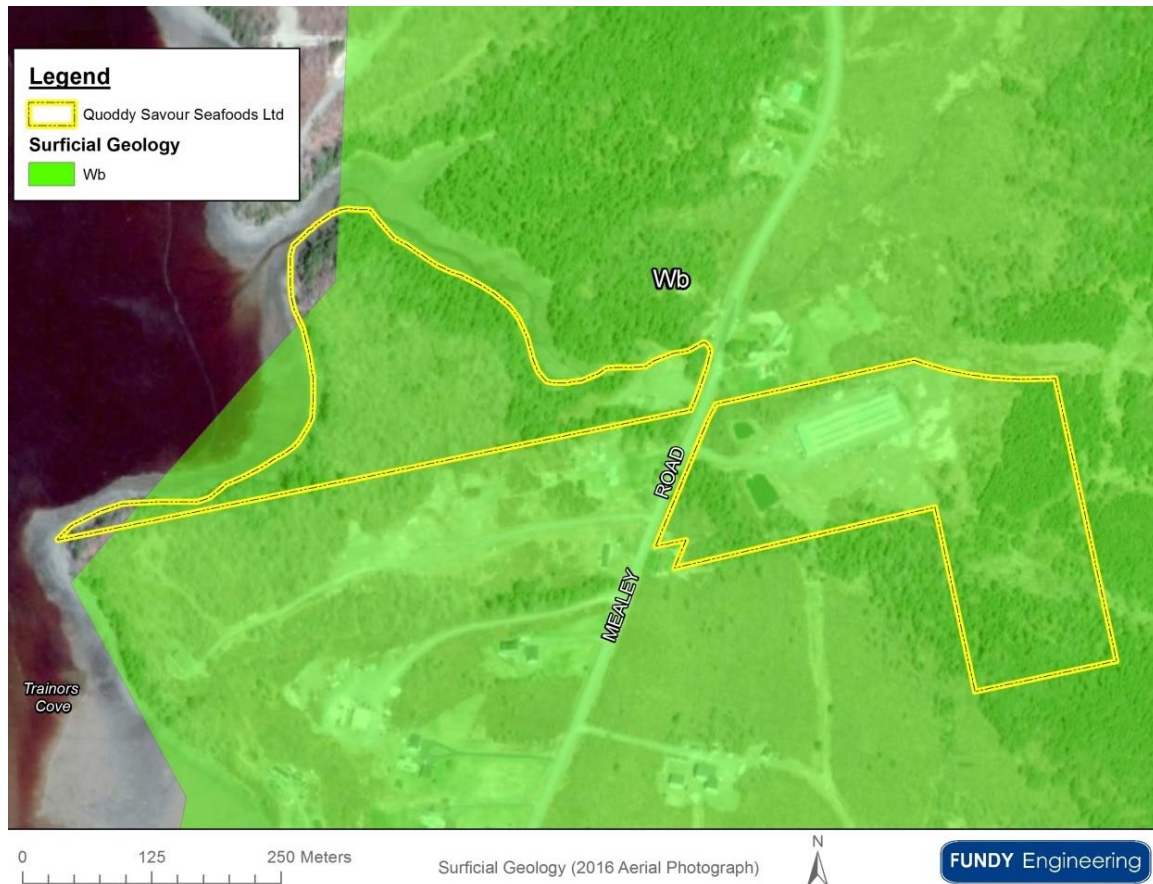 Legend
Quoddy Savour Seafoods Ltd
Surficial Geology
Wb
Wb
ROAD
MEALEY
Trainors
Cove
0 125 250 Meters
Surficial Geology (2016 Aerial Photograph)
N
FUNDY Engineering